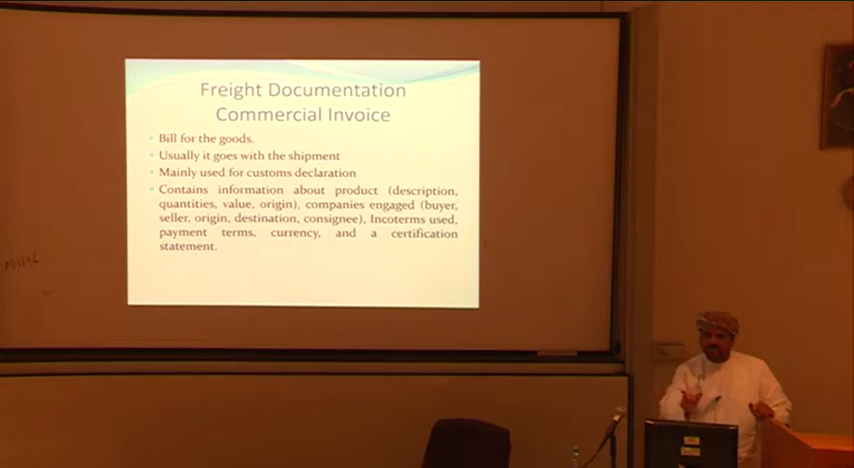 Freight Documentation
Commercial Invoice
Bill for the goods.
Usually it goes with the shipment
Mainly used for customs declaration
Contains information about product (description,
quantities, value, origin), companies engaged (buyer,
seller, origin, destination, consignee), Incoterms used,
payment terms, currency, and a certification
statement.